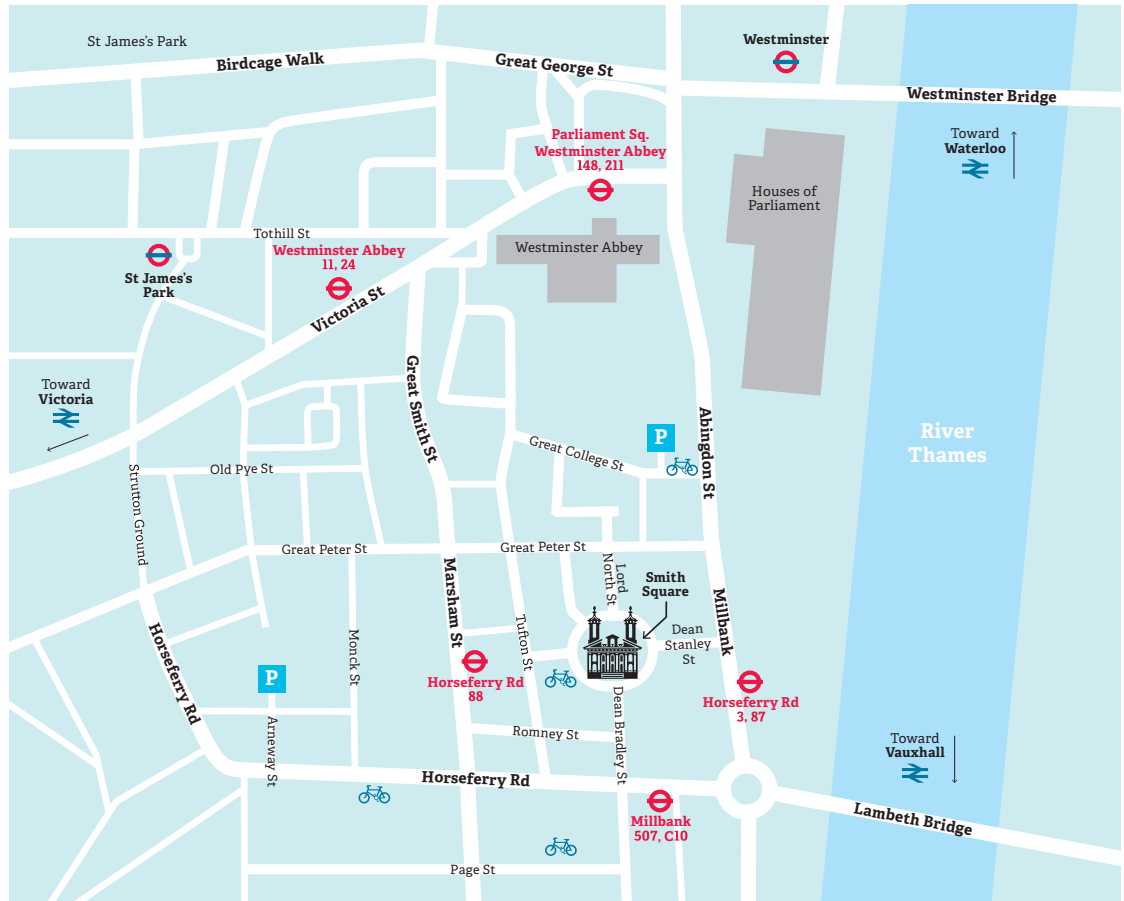 St James's Park
Birdcage Walk
Great George St
Westminster
Westminster Bridge
Toward
Waterloo
Parliament Sq.
Westminster Abbey
148, 211
Houses of
Parliament
Tothill St
Westminster Abbey
11, 24
Westminster Abbey
St James's
Park
Victoria St
Toward
Victoria
Great Smith St
Abingdon St
P
River
Thames
Great College St
Old Pye St
Strutton Ground
Great Peter St
Great Peter St
Lord
North St
Smith
Square
Marsham St
Millbank
Tufton St
Dean
Stanley
St
Monck St
Horseferry Rd
P
Horseferry Rd
88
Horseferry Rd
3, 87
Dean Bradley St
Arneway St
Romney St
Toward
Vauxhall
Horseferry Rd
Millbank
507, C10
Lambeth Bridge
Page St